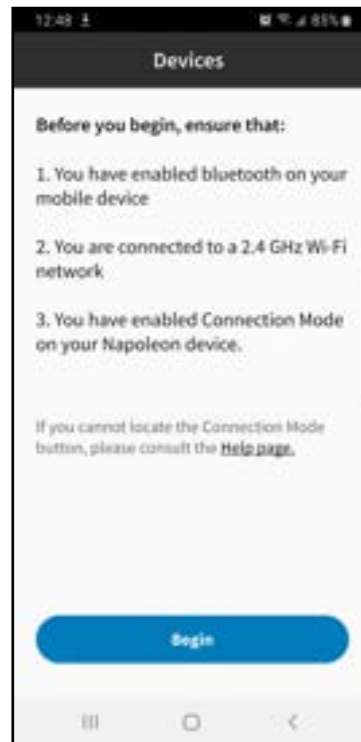 12:48 85%
Devices
Before you begin, ensure that:
1. You have enabled bluetooth on your
mobile device
2. You are connected to a 2.4 GHz Wi-Fi
network
3. You have enabled Connection Mode
on your Napoleon device.
If you cannot locate the Connection Mode
button, please consult the Help page.
Begin